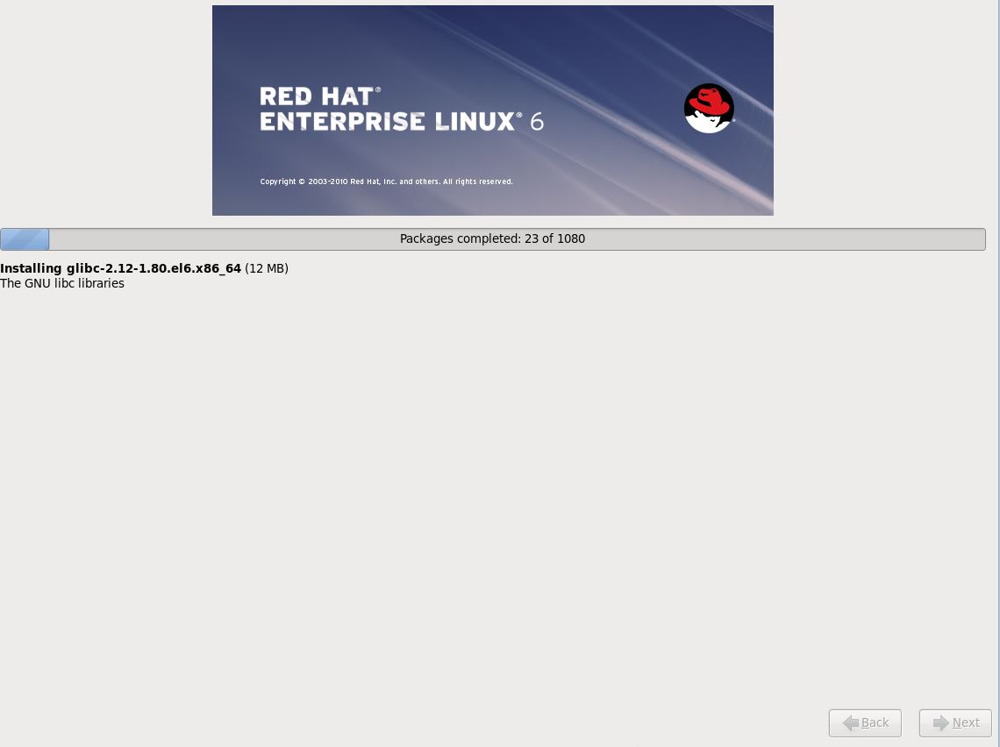 RED HAT®
ENTERPRISE LINUX® 6
Copyright © 2003-2010 Red Hat, Inc. and others. All rights reserved.
Packages completed: 23 of 1080
Installing glibc-2.12-1.80.el6.x86_64 (12 MB)
The GNU libc libraries
Back
Next